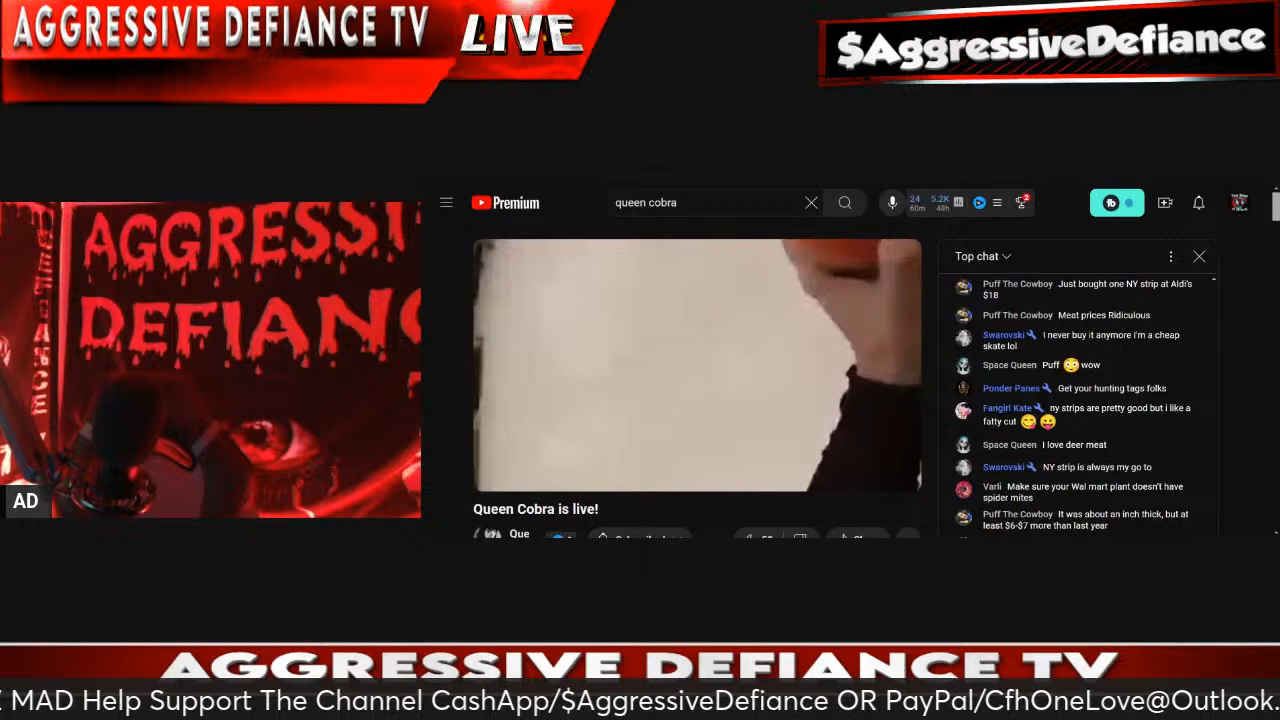 AGGRESSIVE DEFIANCE TV
LIVE
$AggressiveDefiance
Premium
queen cobra
24
60m
5.2K
48h
2
AGGRESSI
DEFIANC
AD
Top chat
Puff The Cowboy Just bought one NY strip at Aldi's
$18
Puff The Cowboy Meat prices Ridiculous
Swarovski I never buy it anymore I'm a cheap
skate lol
Space Queen Puff 😳 wow
Ponder Panes Get your hunting tags folks
Fangirl Kate ny strips are pretty good but i like a
fatty cut 😋 😛
Space Queen I love deer meat
Swarovski NY strip is always my go to
Varli Make sure your Wal mart plant doesn't have
spider mites
Puff The Cowboy It was about an inch thick, but at
least $6-$7 more than last year
Queen Cobra is live!
Que
AGGRESSIVE DEFIANCE TV
MAD Help Support The Channel CashApp/$AggressiveDefiance OR PayPal/CfhOneLove@Outlook.